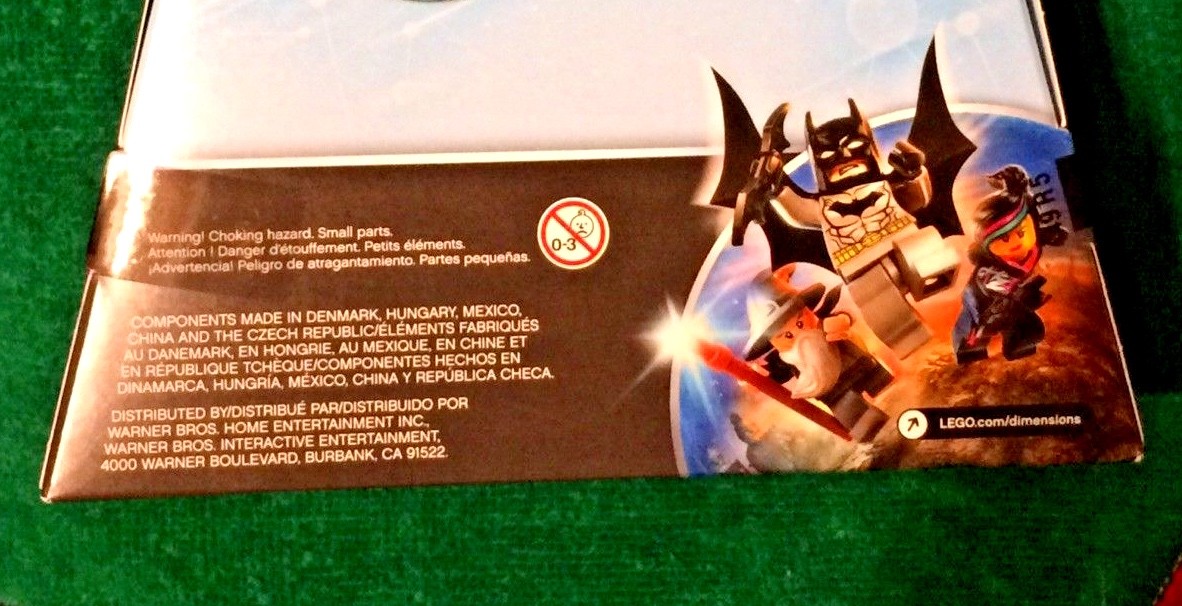 Warning! Choking hazard. Small parts.
Attention ! Danger d'étouffement. Petits éléments.
¡Advertencia! Peligro de atragantamiento. Partes pequeñas.
0-3
COMPONENTS MADE IN DENMARK, HUNGARY, MEXICO,
CHINA AND THE CZECH REPUBLIC/ÉLÉMENTS FABRIQUÉS
AU DANEMARK, EN HONGRIE, AU MEXIQUE, EN CHINE ET
EN RÉPUBLIQUE TCHÈQUE/COMPONENTES HECHOS EN
DINAMARCA, HUNGRÍA, MÉXICO, CHINA Y REPÚBLICA CHECA.
DISTRIBUTED BY/DISTRIBUÉ PAR/DISTRIBUIDO POR
WARNER BROS. HOME ENTERTAINMENT INC.,
WARNER BROS. INTERACTIVE ENTERTAINMENT,
4000 WARNER BOULEVARD, BURBANK, CA 91522.
LEGO.com/dimensions